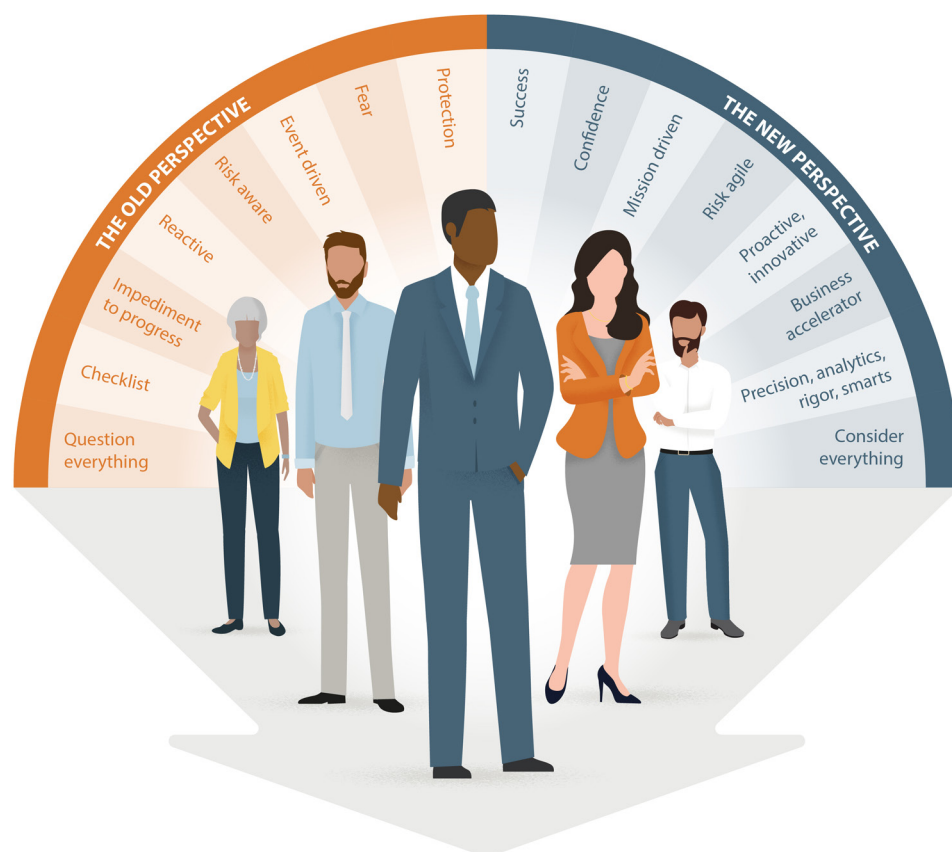 THE OLD PERSPECTIVE
Question
everything
Checklist
Impediment
to progress
Reactive
Risk aware
Event driven
Fear
Protection
THE NEW PERSPECTIVE
Success
Confidence
Mission driven
Risk agile
Proactive,
innovative
Business
accelerator
Precision, analytics,
rigor, smarts
Consider
everything